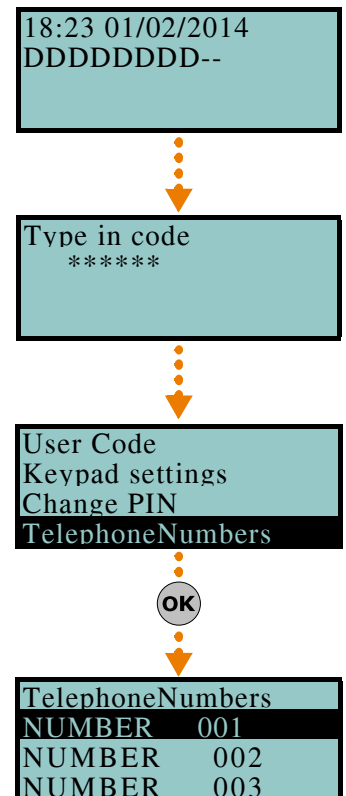 18:23 01/02/2014
DDDDDDDD--
Type in code
******
User Code
Keypad settings
Change PIN
TelephoneNumbers
OK
TelephoneNumbers
NUMBER 001
NUMBER 002
NUMBER 003